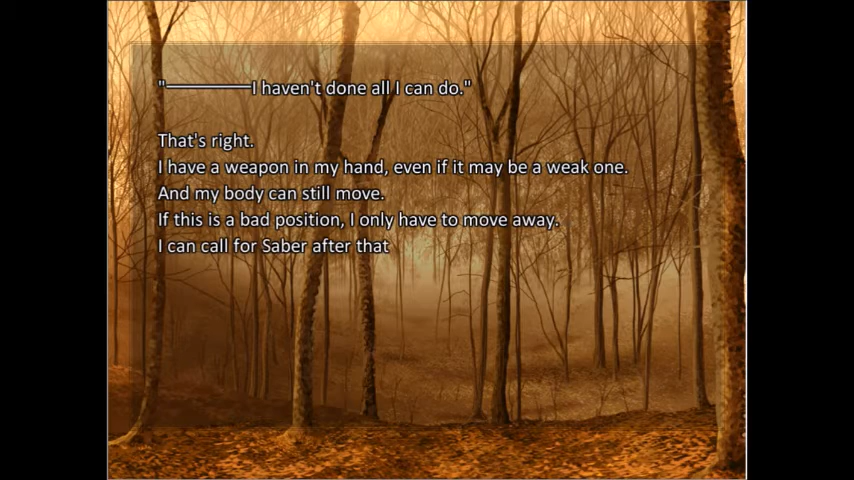 "―――――I haven't done all I can do."
That's right.
I have a weapon in my hand, even if it may be a weak one.
And my body can still move.
If this is a bad position, I only have to move away.
I can call for Saber after that